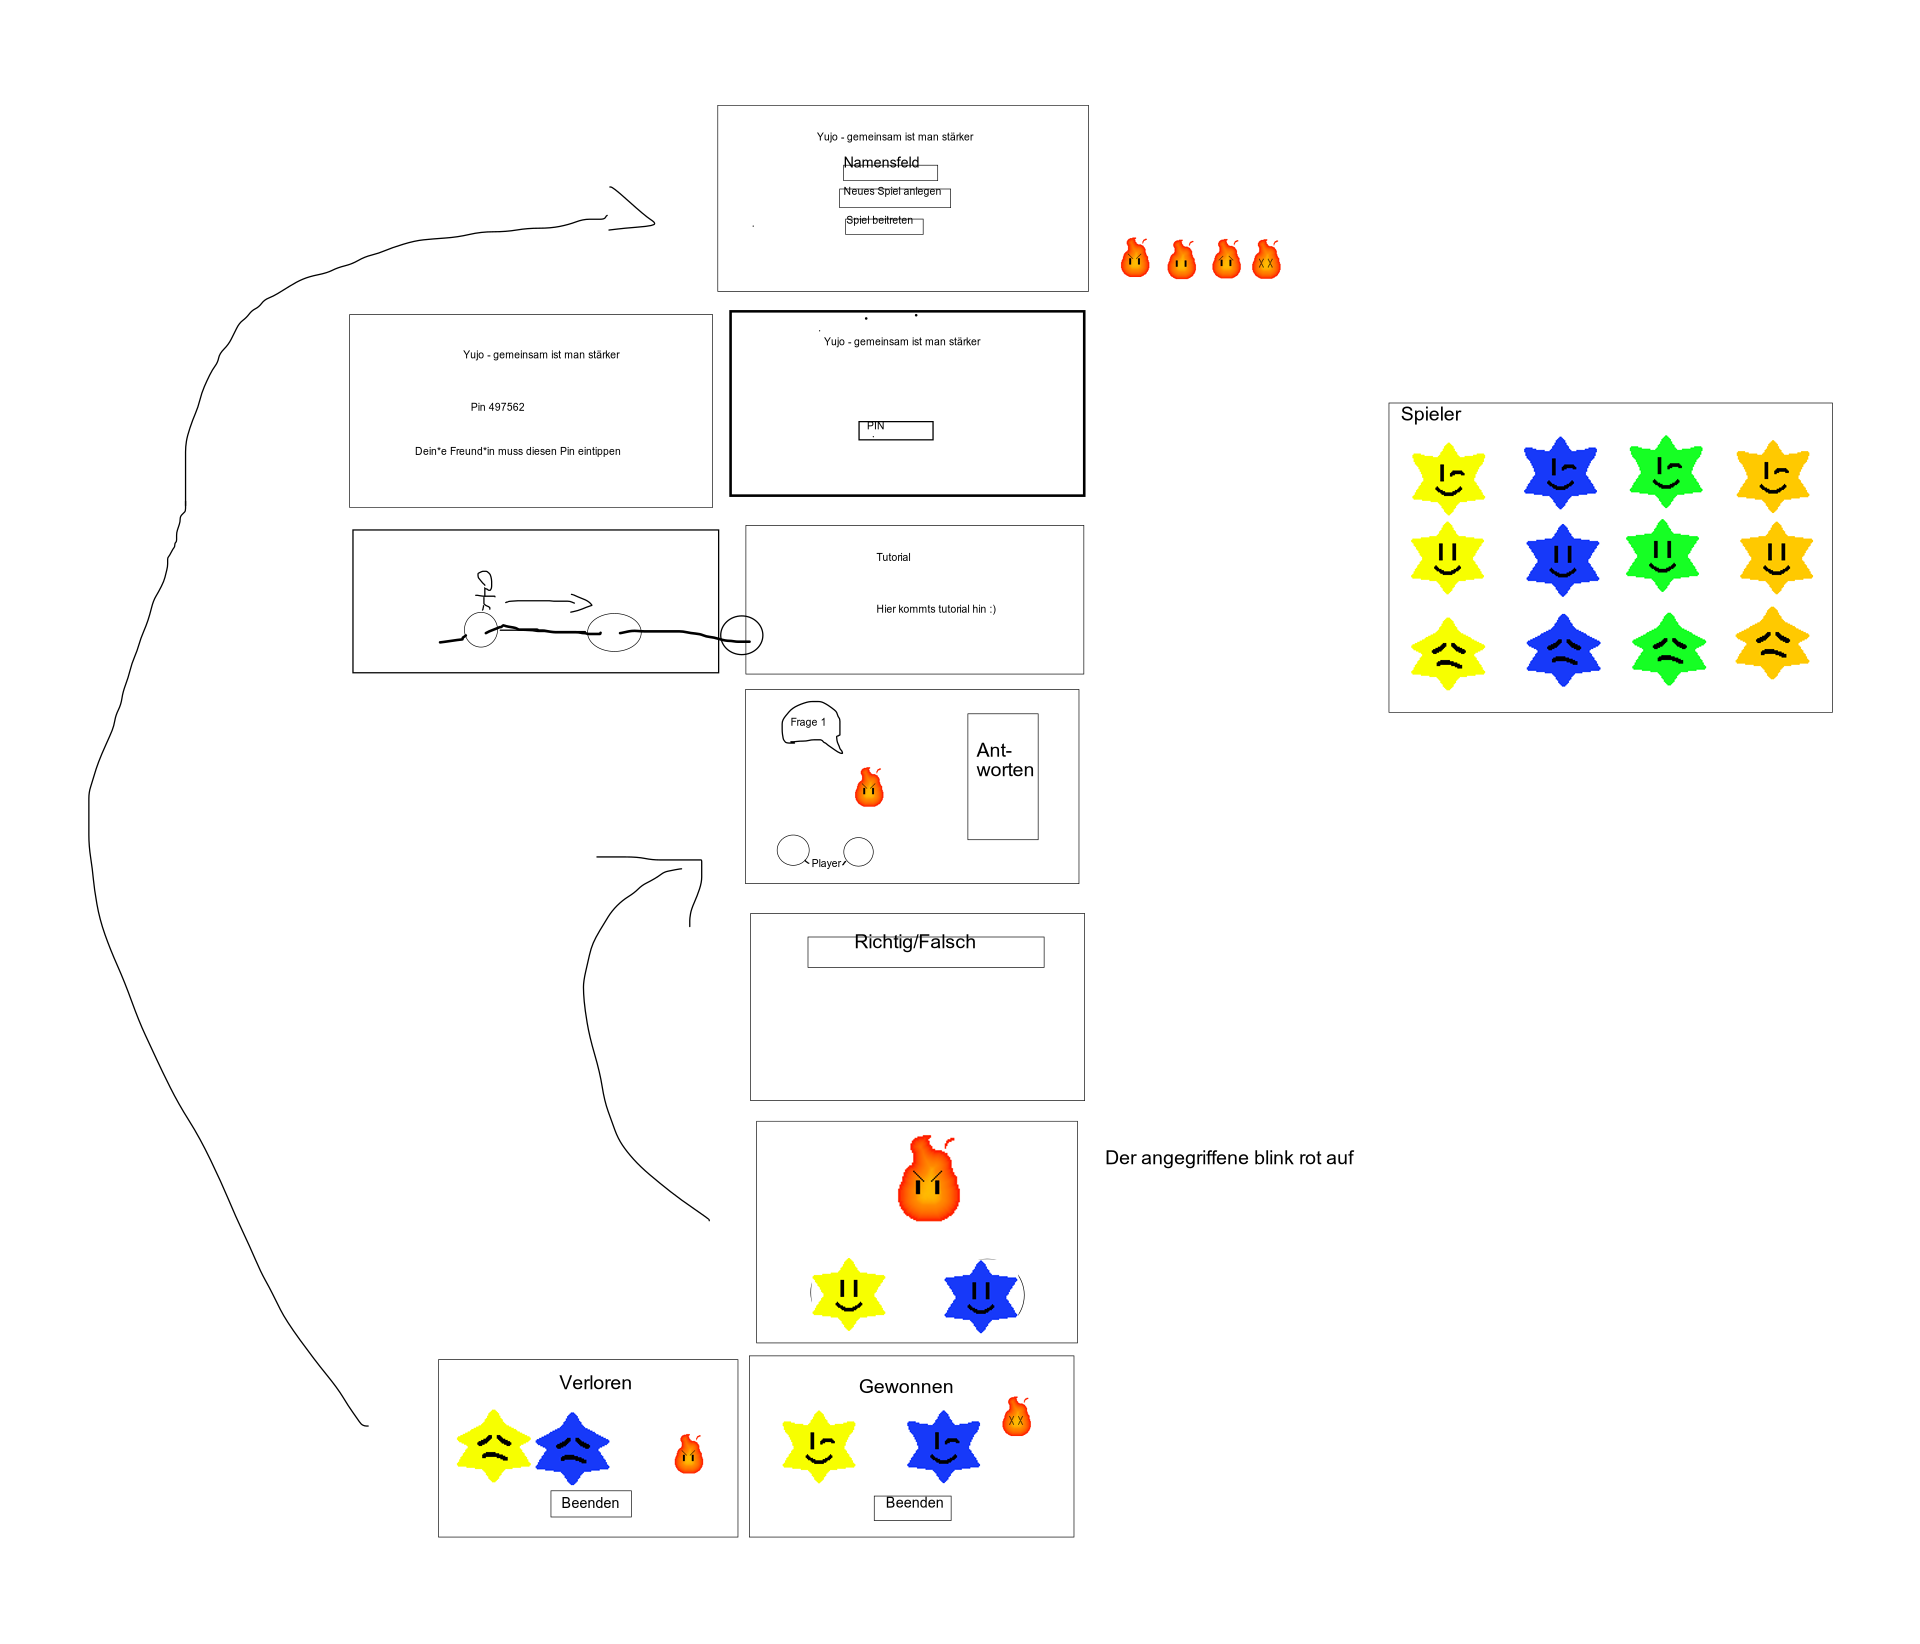 Yujo - gemeinsam ist man stärker
Namensfeld
Neues Spiel anlegen
Spiel beitreten
Yujo - gemeinsam ist man stärker
Pin 497562
Dein*e Freund*in muss diesen Pin eintippen
Yujo - gemeinsam ist man stärker
PIN
Spieler
Tutorial
Hier kommts tutorial hin :)
Frage 1
Ant-
worten
Player
Richtig/Falsch
Der angegriffene blink rot auf
Verloren
Beenden
Gewonnen
Beenden